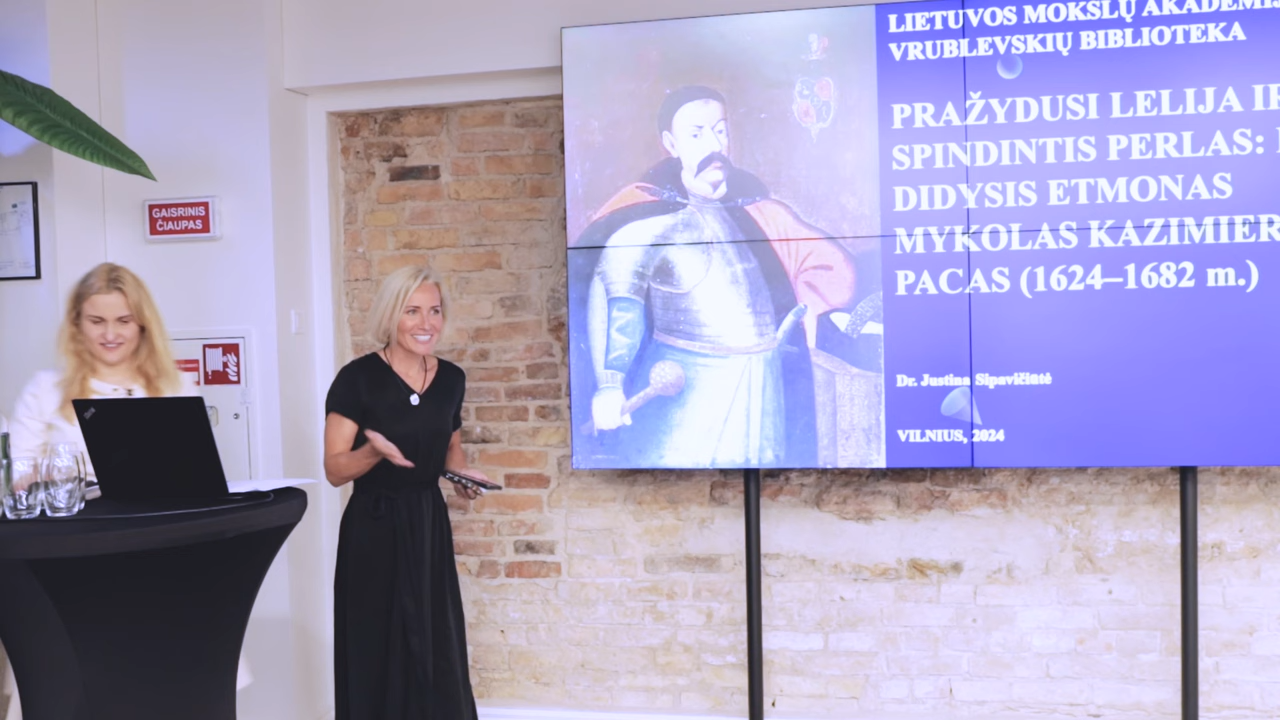 GAISRINIS
ČIAUPAS
LIETUVOS MOKSLŲ AKADEMIJ
VRUBLEVSKIŲ BIBLIOTEKA
PRAŽYDUSI LELIJA IR
SPINDINTIS PERLAS:
DIDYSIS ETMONAS
MYKOLAS KAZIMIER
PACAS (1624–1682 m.)
Dr. Justina Sipavičiūtė
VILNIUS, 2024